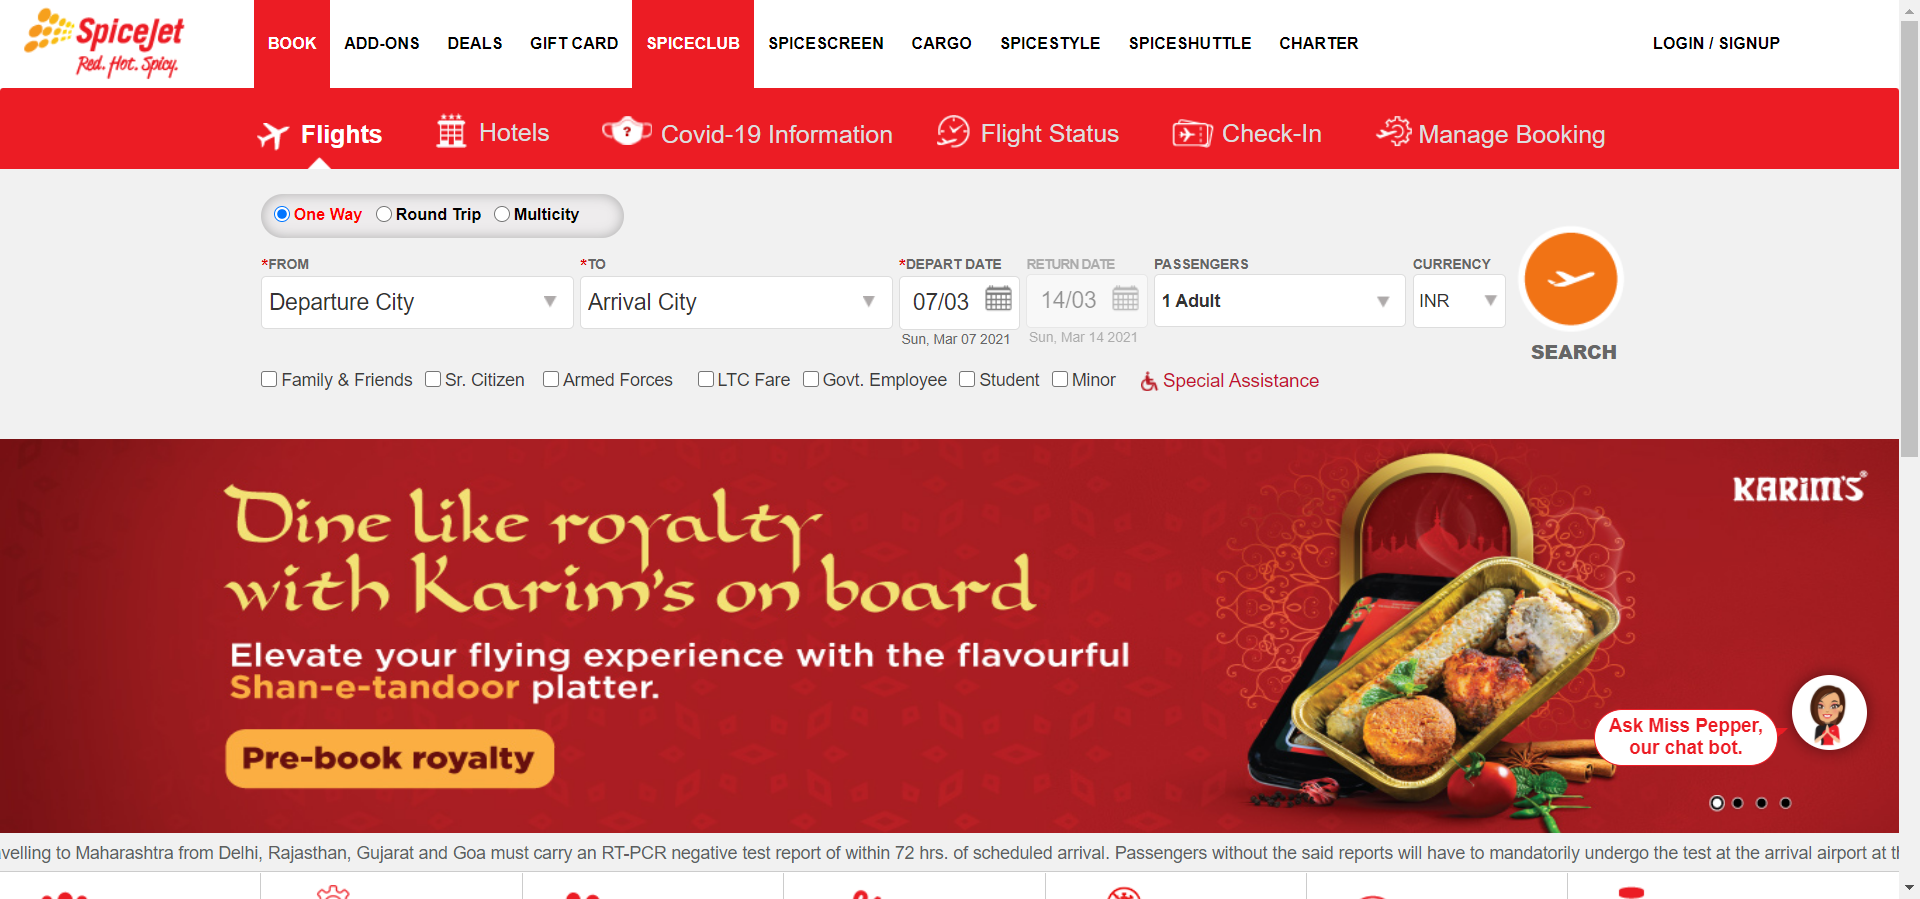 SpiceJet
Red. Hot. Spicy.
BOOK ADD-ONS DEALS GIFT CARD SPICECLUB SPICESCREEN CARGO SPICESTYLE SPICESHUTTLE CHARTER LOGIN / SIGNUP
Flights Hotels Covid-19 Information Flight Status Check-In Manage Booking
One Way Round Trip Multicity
*FROM *TO *DEPART DATE RETURN DATE PASSENGERS CURRENCY
Departure City Arrival City 07/03 14/03 1 Adult INR
Sun, Mar 07 2021 Sun, Mar 14 2021
SEARCH
Family & Friends Sr. Citizen Armed Forces LTC Fare Govt. Employee Student Minor Special Assistance
KARIM'S®
Dine like royalty
with Karim's on board
Elevate your flying experience with the flavourful
Shan-e-tandoor platter.
Pre-book royalty
Ask Miss Pepper,
our chat bot.
velling to Maharashtra from Delhi, Rajasthan, Gujarat and Goa must carry an RT-PCR negative test report of within 72 hrs. of scheduled arrival. Passengers without the said reports will have to mandatorily undergo the test at the arrival airport at